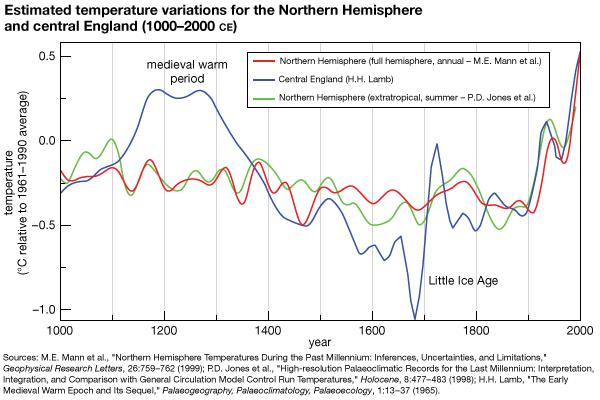 Estimated temperature variations for the Northern Hemisphere
and central England (1000–2000 CE)
0.5
0.0
−0.5
−1.0
temperature
(°C relative to 1961–1990 average)
medieval warm
period
Northern Hemisphere (full hemisphere, annual – M.E. Mann et al.)
Central England (H.H. Lamb)
Northern Hemisphere (extratropical, summer – P.D. Jones et al.)
Little Ice Age
1000
1200
1400
1600
1800
2000
year
Sources: M.E. Mann et al., "Northern Hemisphere Temperatures During the Past Millennium: Inferences, Uncertainties, and Limitations,"
Geophysical Research Letters, 26:759–762 (1999); P.D. Jones et al., "High-resolution Palaeoclimatic Records for the Last Millennium: Interpretation,
Integration, and Comparison with General Circulation Model Control Run Temperatures," Holocene, 8:477–483 (1998); H.H. Lamb, "The Early
Medieval Warm Epoch and Its Sequel," Palaeogeography, Palaeoclimatology, Palaeoecology, 1:13–37 (1965).